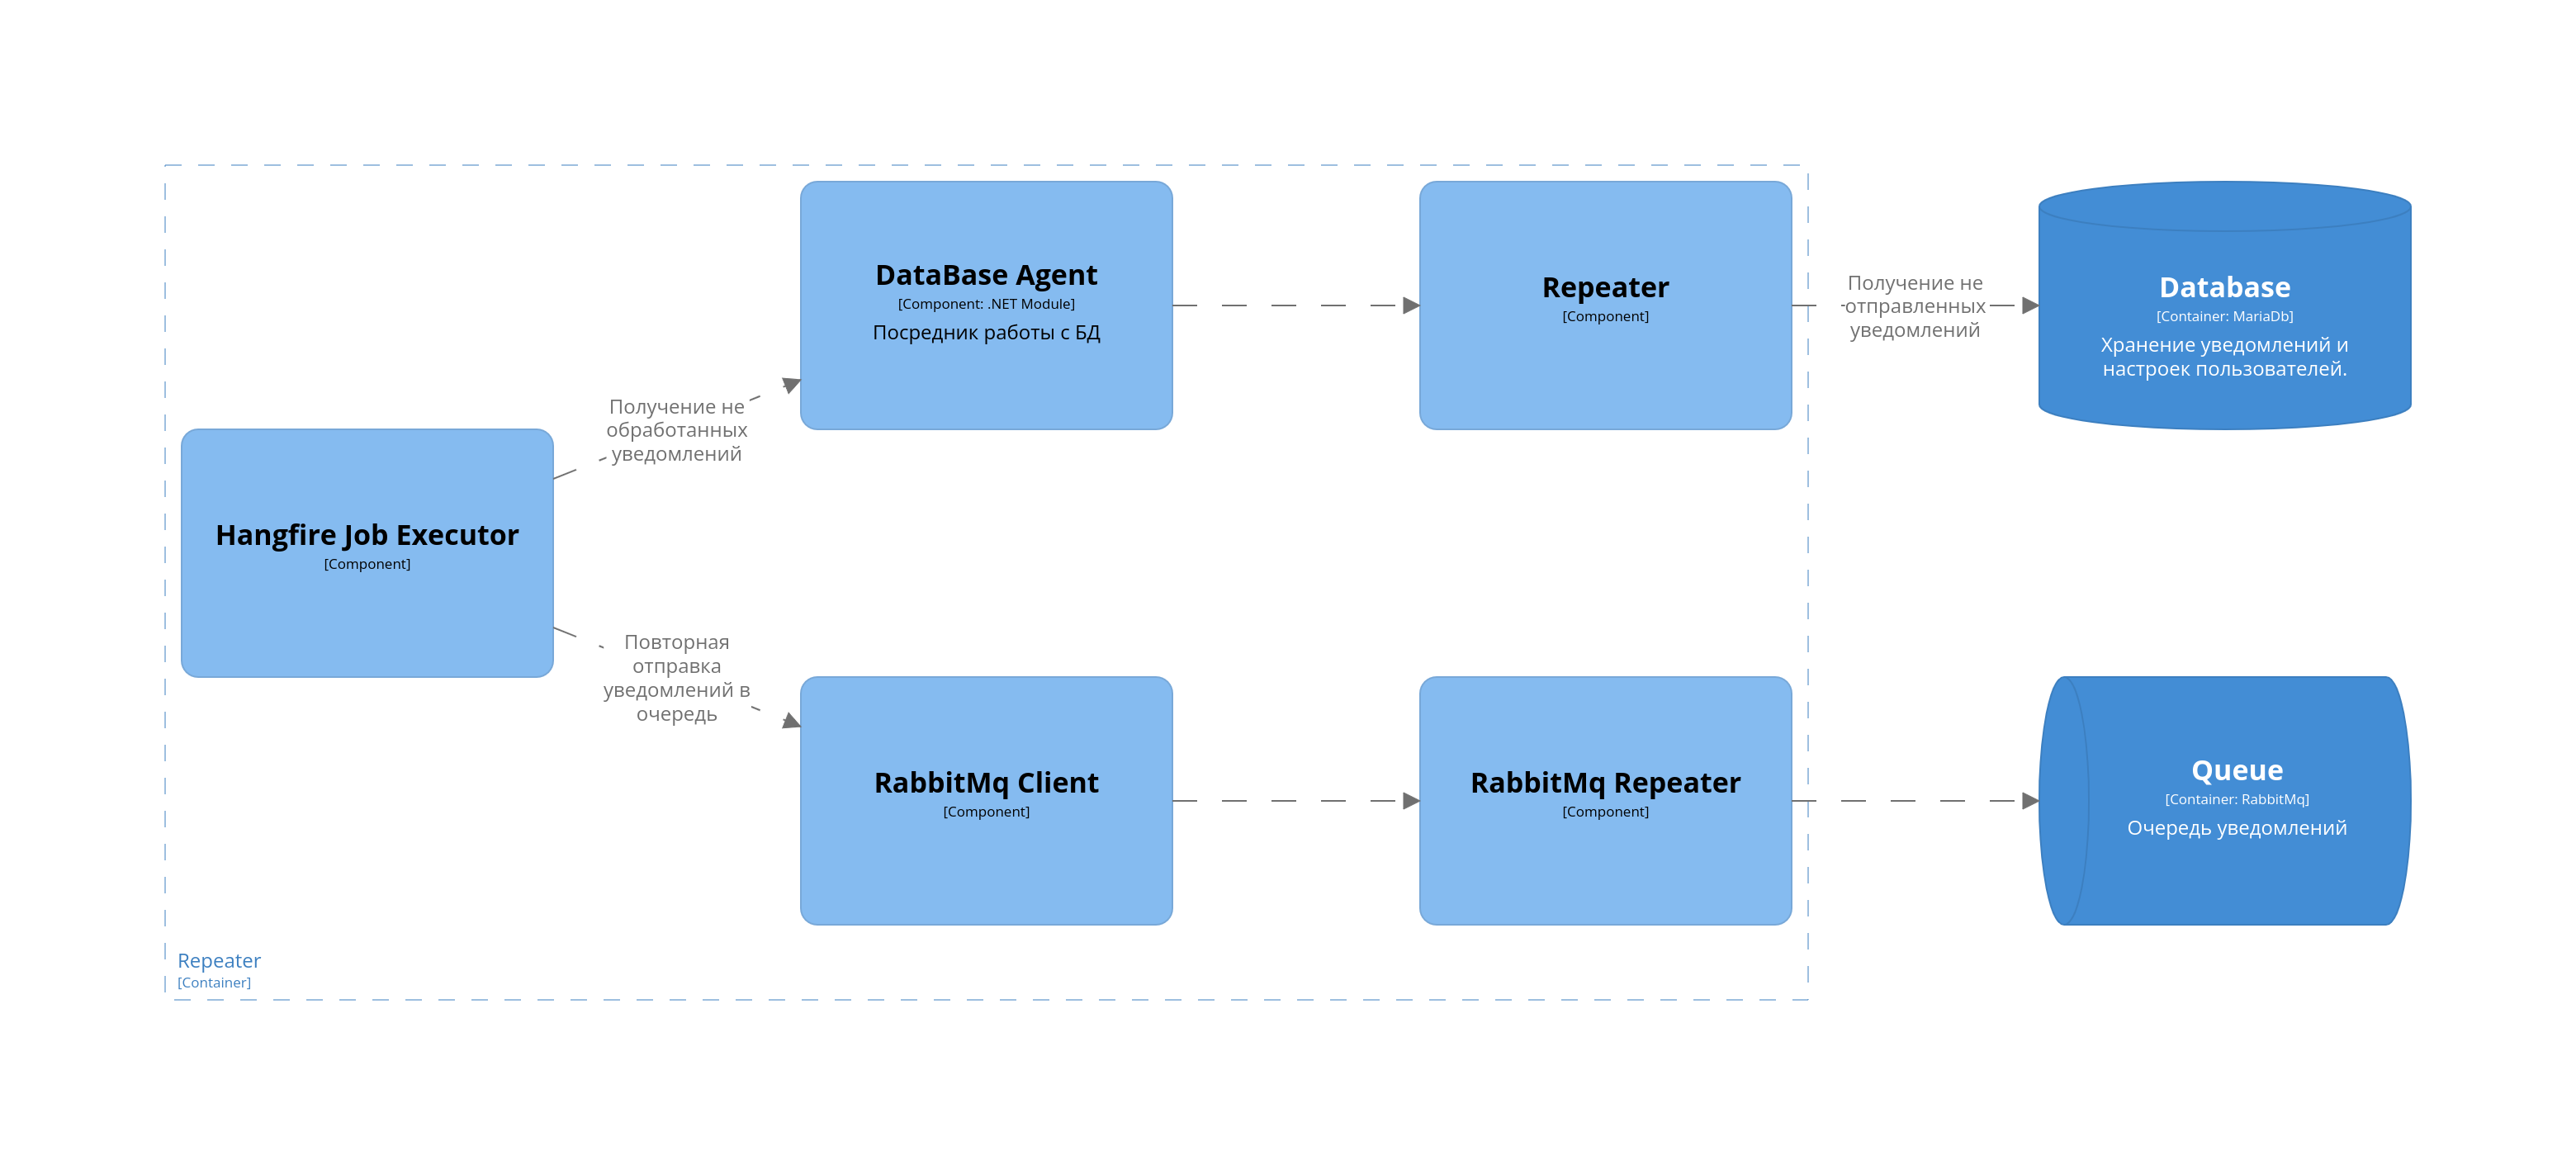 DataBase Agent
[Component: .NET Module]
Посредник работы с БД
Repeater
[Component]
Получение не
отправленных
уведомлений
Database
[Container: MariaDb]
Хранение уведомлений и
настроек пользователей.
Получение не
обработанных
уведомлений
Hangfire Job Executor
[Component]
Повторная
отправка
уведомлений в
очередь
RabbitMq Client
[Component]
RabbitMq Repeater
[Component]
Queue
[Container: RabbitMq]
Очередь уведомлений
Repeater
[Container]